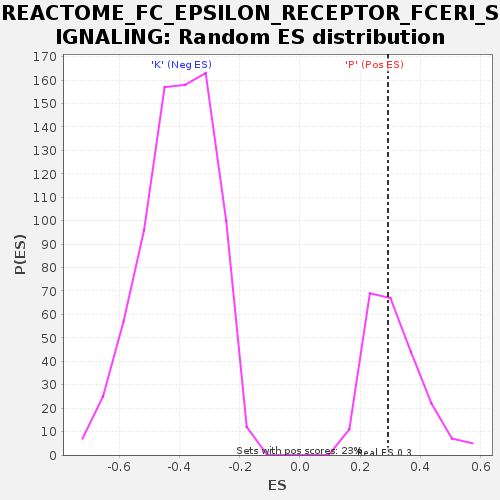 REACTOME_FC_EPSILON_RECEPTOR_FCERI_S
IGNALING: Random ES distribution
'K' (Neg ES) 'P' (Pos ES)
170
160
150
140
130
120
110
100
90
80
70
60
50
40
30
20
10
0
P(ES)
Sets with pos scores: 23%
Real ES 0.3
-0.6 -0.4 -0.2 0.0 0.2 0.4 0.6
ES